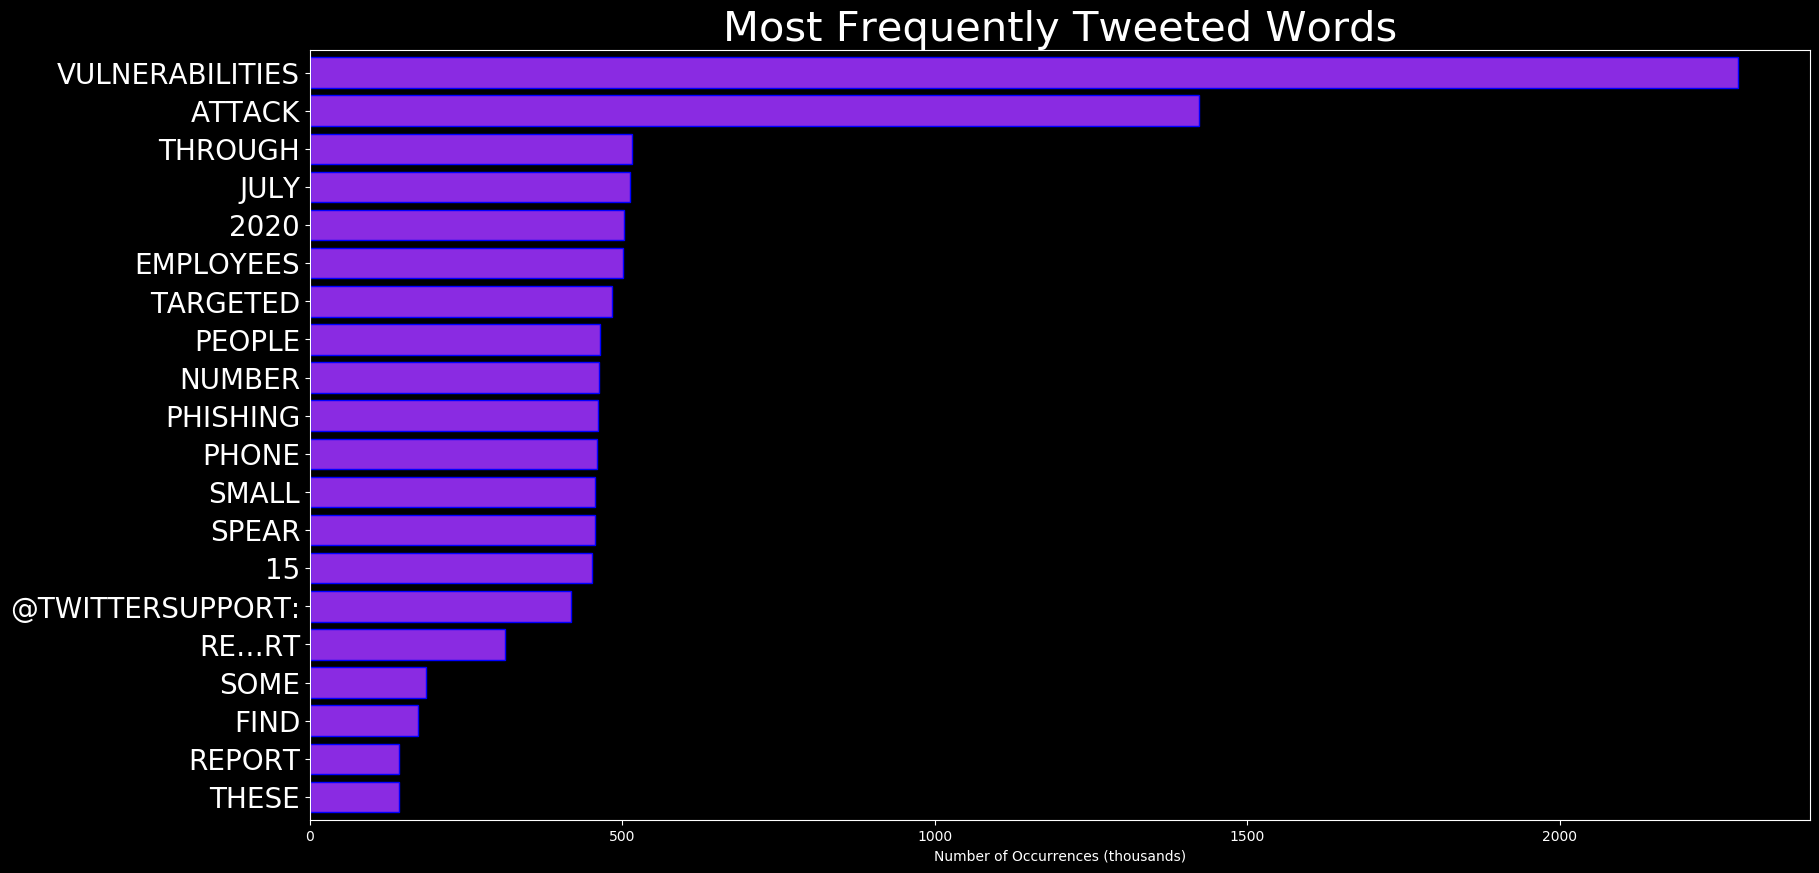 Most Frequently Tweeted Words
VULNERABILITIES
ATTACK
THROUGH
JULY
2020
EMPLOYEES
TARGETED
PEOPLE
NUMBER
PHISHING
PHONE
SMALL
SPEAR
15
@TWITTERSUPPORT:
RE…RT
SOME
FIND
REPORT
THESE
0 500 1000 1500 2000
Number of Occurrences (thousands)